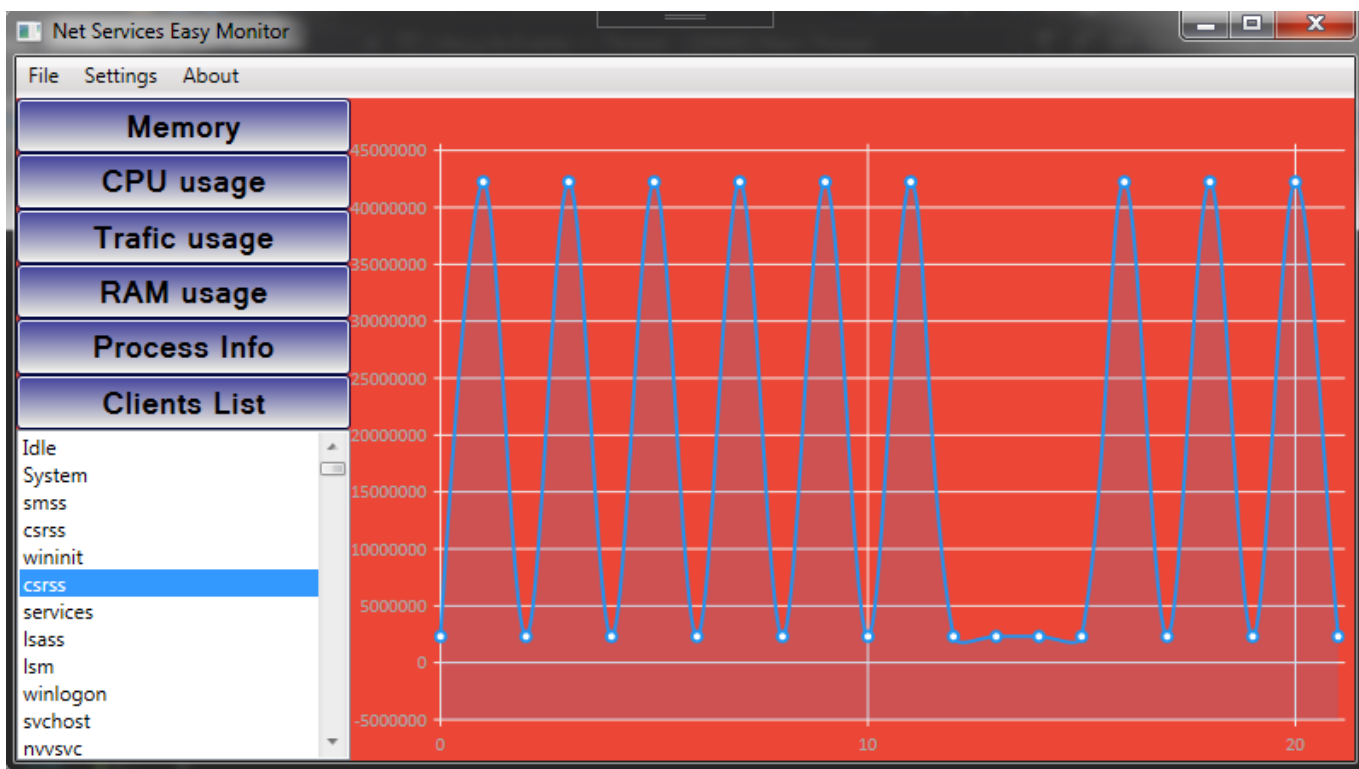 Net Services Easy Monitor
File Settings About
Memory
CPU usage
Trafic usage
RAM usage
Process Info
Clients List
Idle
System
smss
csrss
wininit
csrss
services
lsass
lsm
winlogon
svchost
nvvsvc
45000000
40000000
35000000
30000000
25000000
20000000
15000000
10000000
5000000
0
-5000000
0 10 20